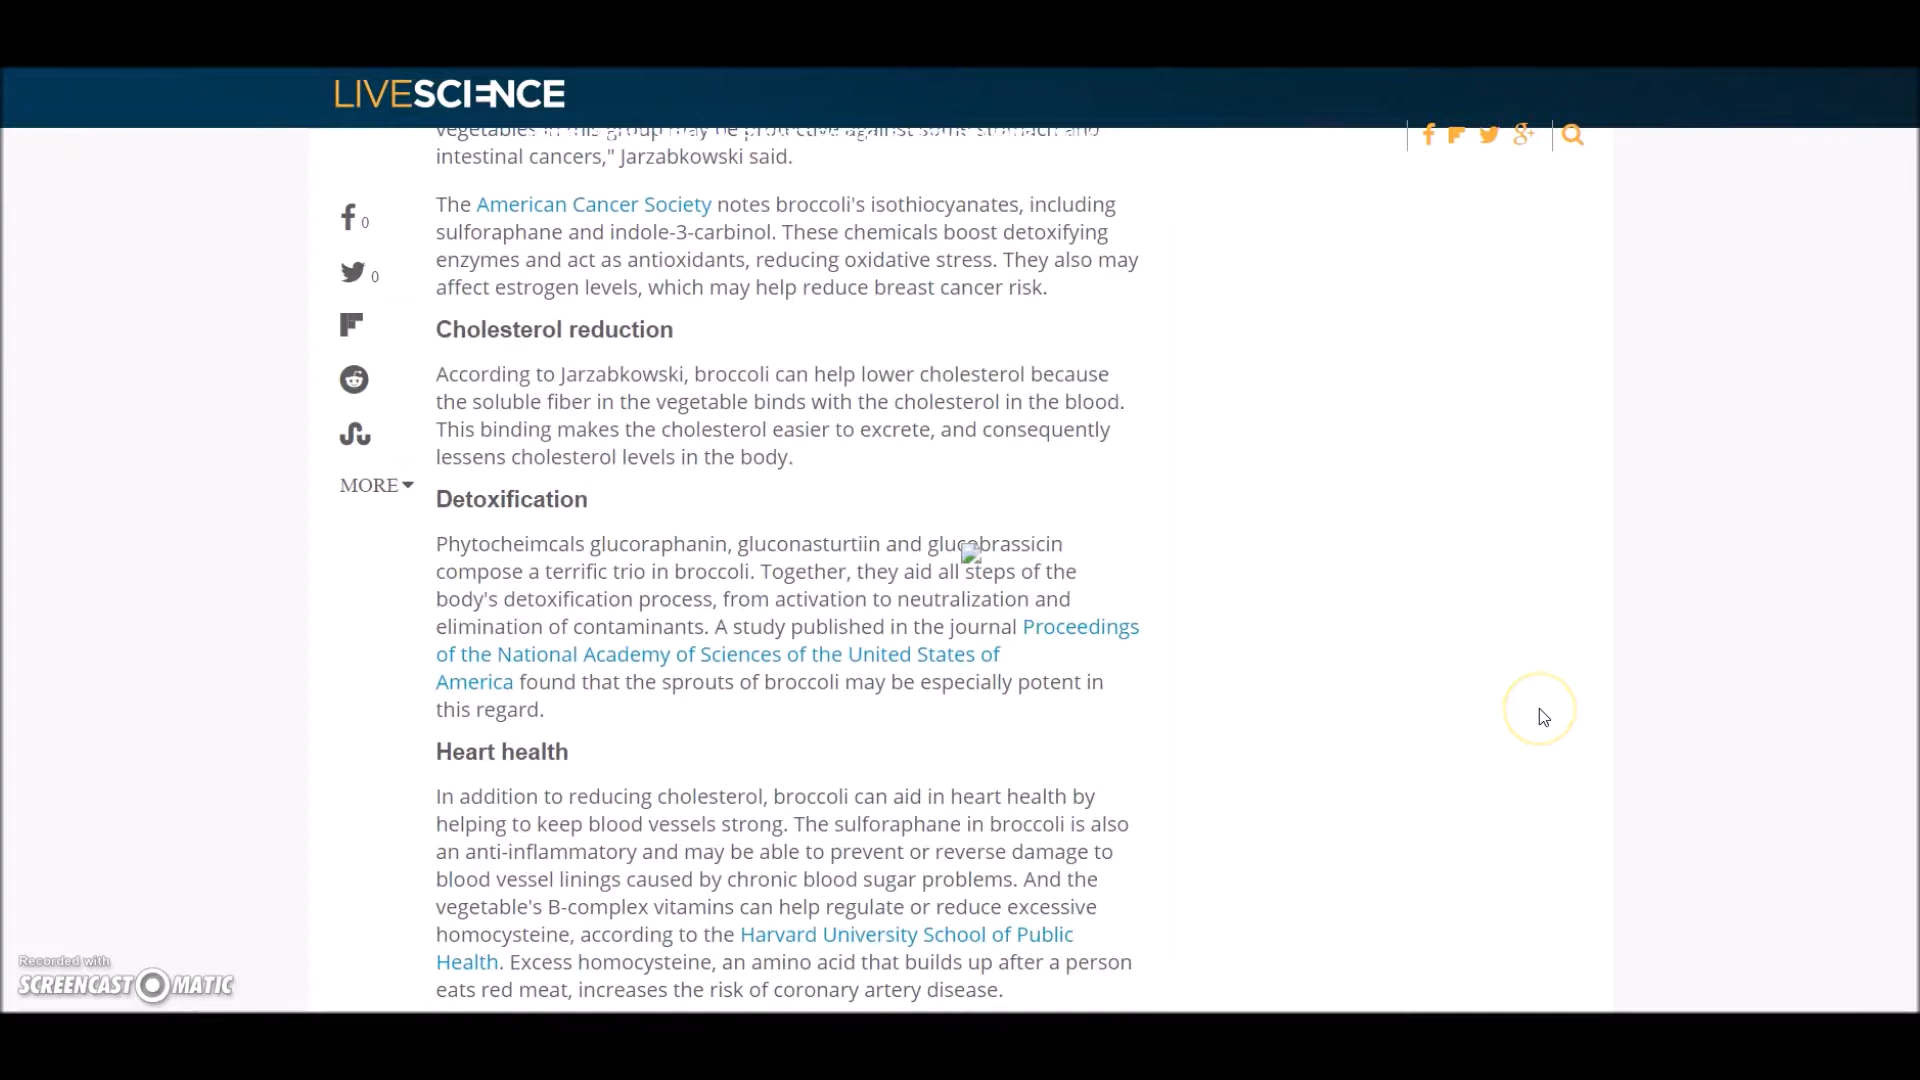 LIVESCIENCE
vegetables in this group may be protective against some stomach and
intestinal cancers," Jarzabkowski said.
The American Cancer Society notes broccoli's isothiocyanates, including
sulforaphane and indole-3-carbinol. These chemicals boost detoxifying
enzymes and act as antioxidants, reducing oxidative stress. They also may
affect estrogen levels, which may help reduce breast cancer risk.
0
0
MORE
Cholesterol reduction
According to Jarzabkowski, broccoli can help lower cholesterol because
the soluble fiber in the vegetable binds with the cholesterol in the blood.
This binding makes the cholesterol easier to excrete, and consequently
lessens cholesterol levels in the body.
Detoxification
Phytocheimcals glucoraphanin, gluconasturtiin and glucobrassicin
compose a terrific trio in broccoli. Together, they aid all steps of the
body's detoxification process, from activation to neutralization and
elimination of contaminants. A study published in the journal Proceedings
of the National Academy of Sciences of the United States of
America found that the sprouts of broccoli may be especially potent in
this regard.
Heart health
In addition to reducing cholesterol, broccoli can aid in heart health by
helping to keep blood vessels strong. The sulforaphane in broccoli is also
an anti-inflammatory and may be able to prevent or reverse damage to
blood vessel linings caused by chronic blood sugar problems. And the
vegetable's B-complex vitamins can help regulate or reduce excessive
homocysteine, according to the Harvard University School of Public
Health. Excess homocysteine, an amino acid that builds up after a person
eats red meat, increases the risk of coronary artery disease.
Recorded with
SCREENCAST O MATIC